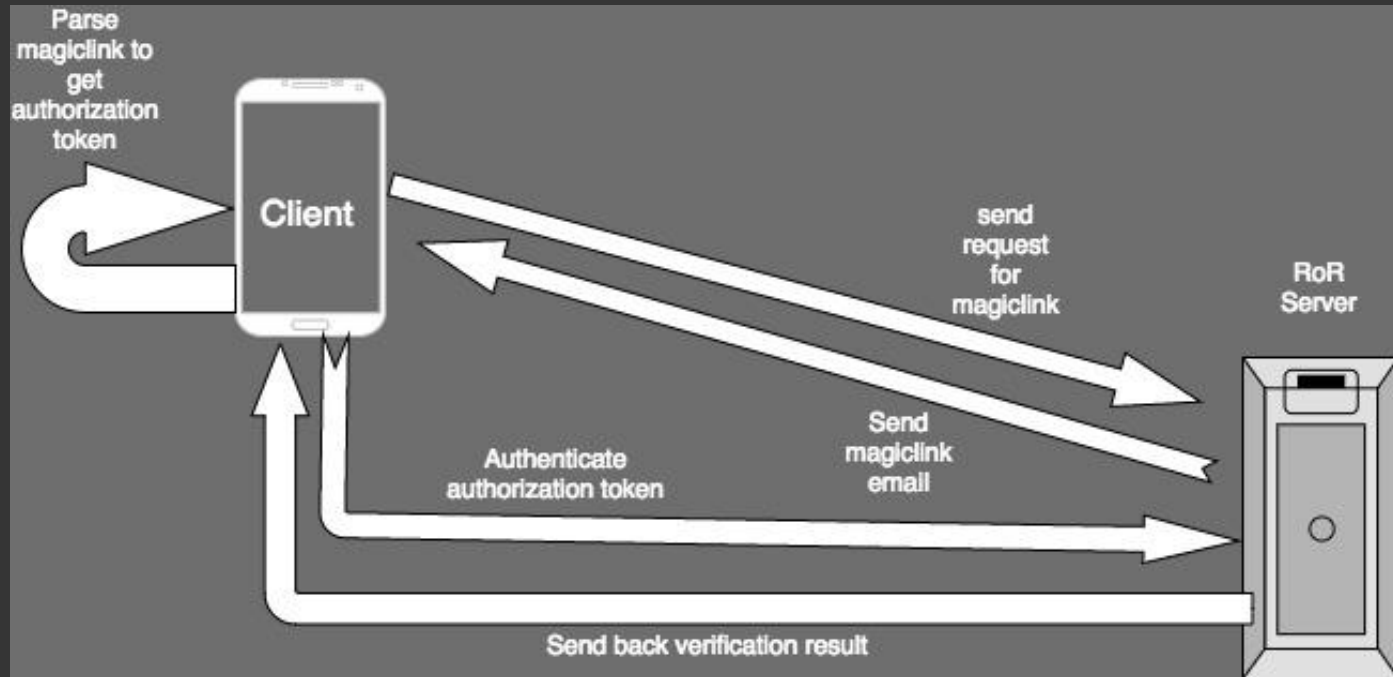 Parse
magiclink to
get
authorization
token
Client
send
request
for
magiclink
RoR
Server
Send
magiclink
email
Authenticate
authorization token
Send back verification result